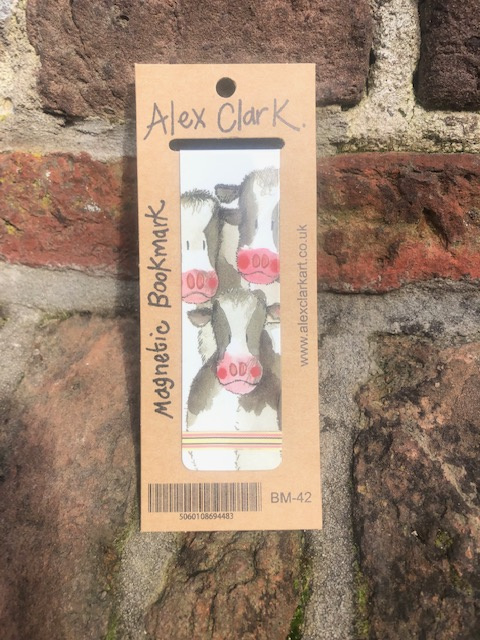 Alex Clark.
Magnetic Bookmark
www.alexclarkart.co.uk
5060108694483
BM-42